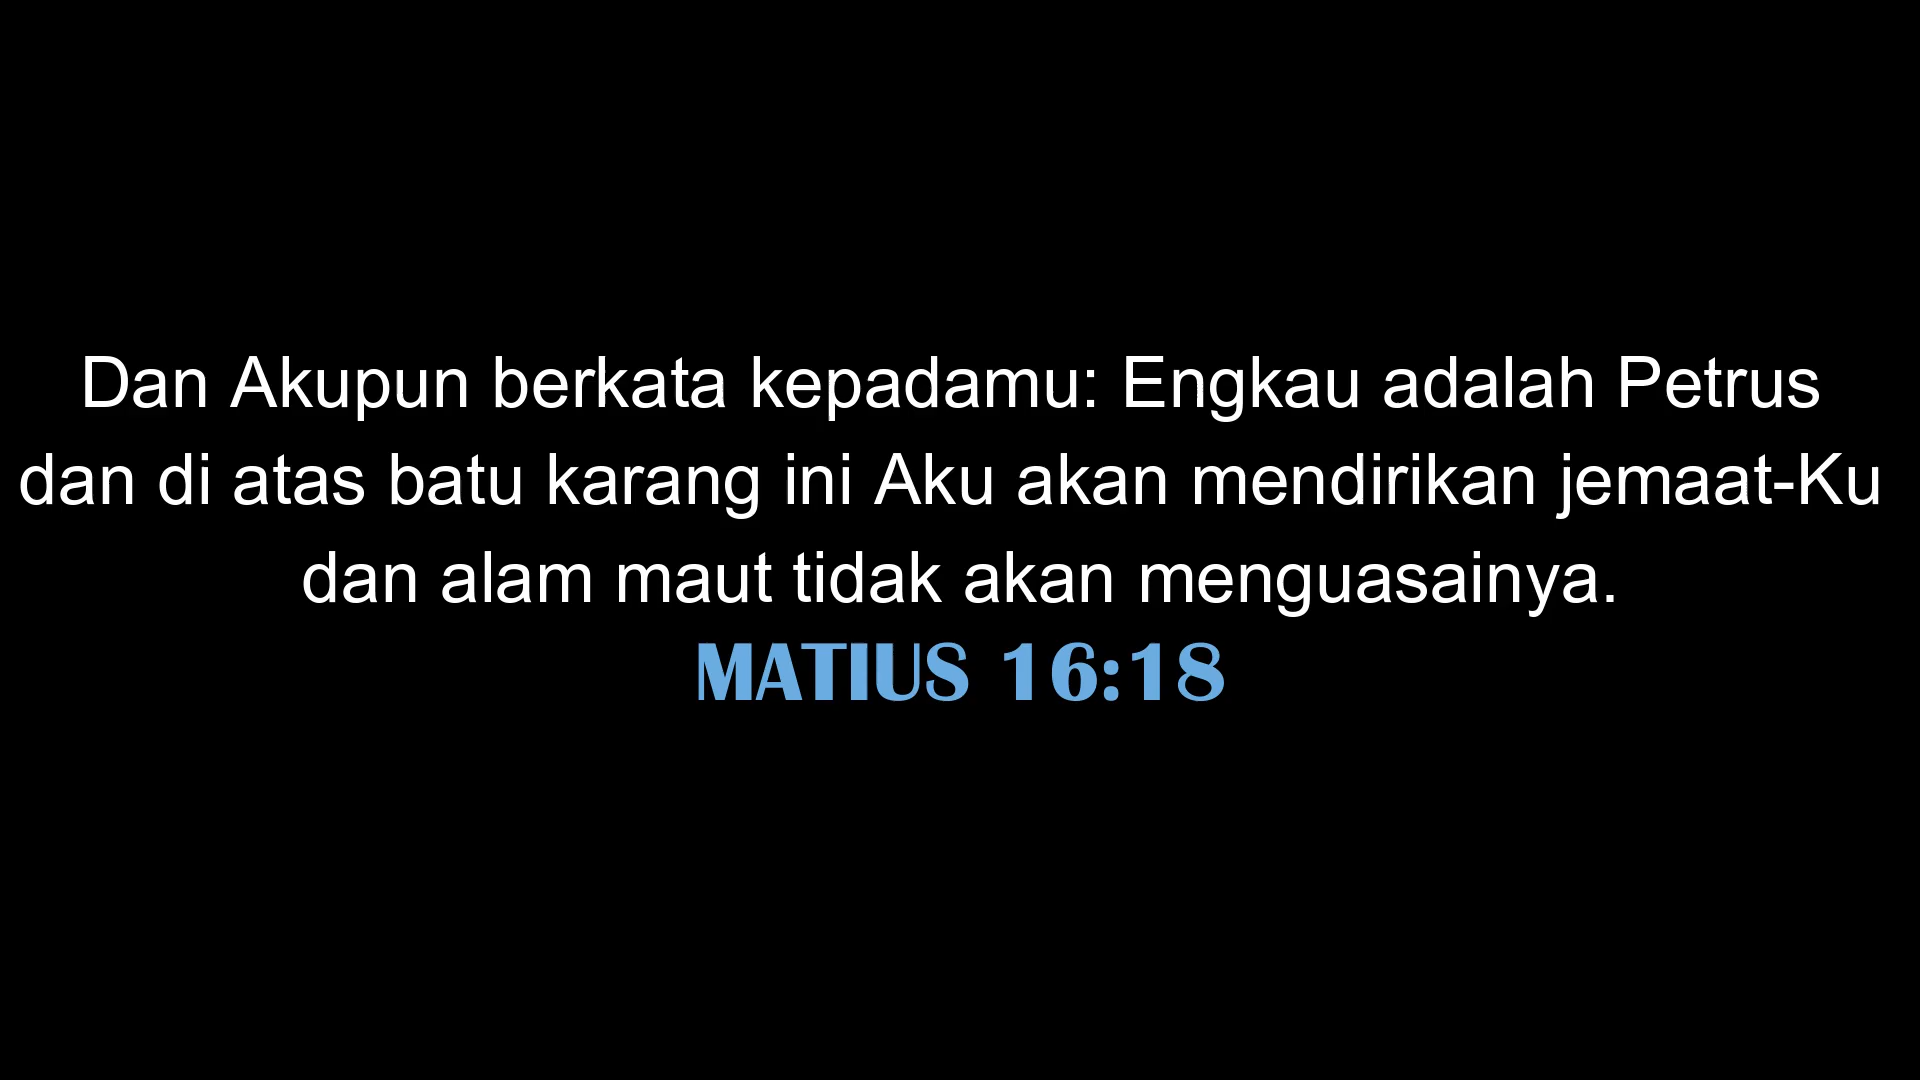 Dan Akupun berkata kepadamu: Engkau adalah Petrus
dan di atas batu karang ini Aku akan mendirikan jemaat-Ku
dan alam maut tidak akan menguasainya.
MATIUS 16:18